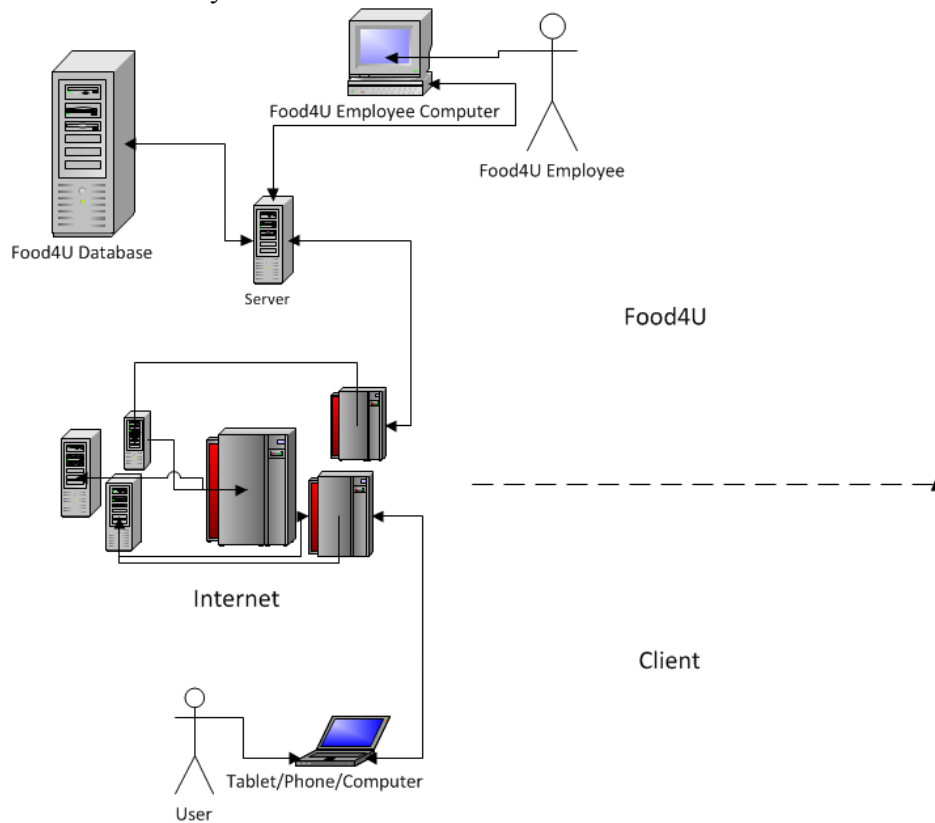 Food4U Employee Computer
Food4U Employee
Food4U Database
Server
Food4U
Internet
Client
Tablet/Phone/Computer
User